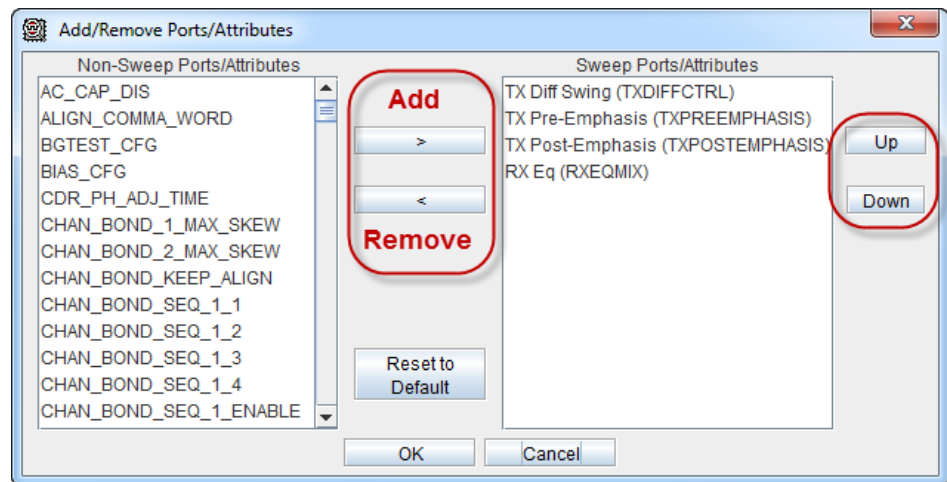 Add/Remove Ports/Attributes
Non-Sweep Ports/Attributes
AC_CAP_DIS
ALIGN_COMMA_WORD
BGTEST_CFG
BIAS_CFG
CDR_PH_ADJ_TIME
CHAN_BOND_1_MAX_SKEW
CHAN_BOND_2_MAX_SKEW
CHAN_BOND_KEEP_ALIGN
CHAN_BOND_SEQ_1_1
CHAN_BOND_SEQ_1_2
CHAN_BOND_SEQ_1_3
CHAN_BOND_SEQ_1_4
CHAN_BOND_SEQ_1_ENABLE
Add
>
<
Remove
Reset to
Default
Sweep Ports/Attributes
TX Diff Swing (TXDIFFCTRL)
TX Pre-Emphasis (TXPREEMPHASIS)
TX Post-Emphasis (TXPOSTEMPHASIS)
RX Eq (RXEQMIX)
Up
Down
OK
Cancel